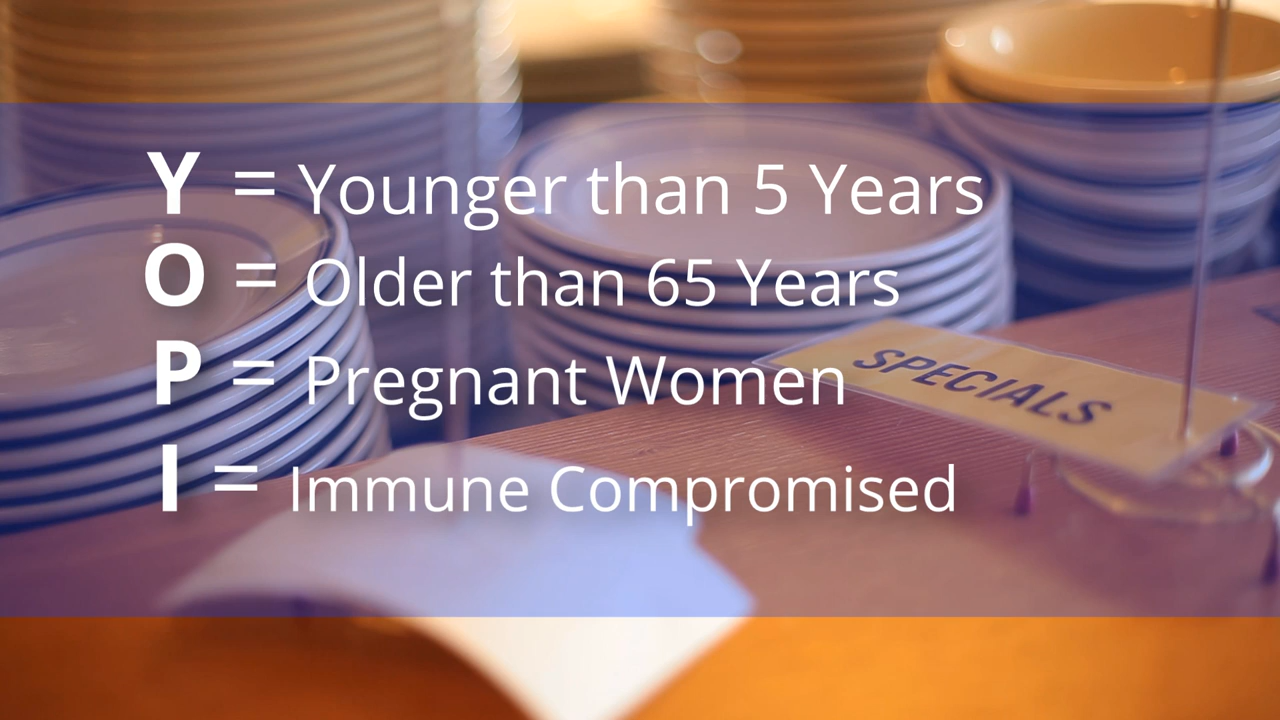 Y = Younger than 5 Years
O = Older than 65 Years
P = Pregnant Women
I = Immune Compromised
SPECIALS